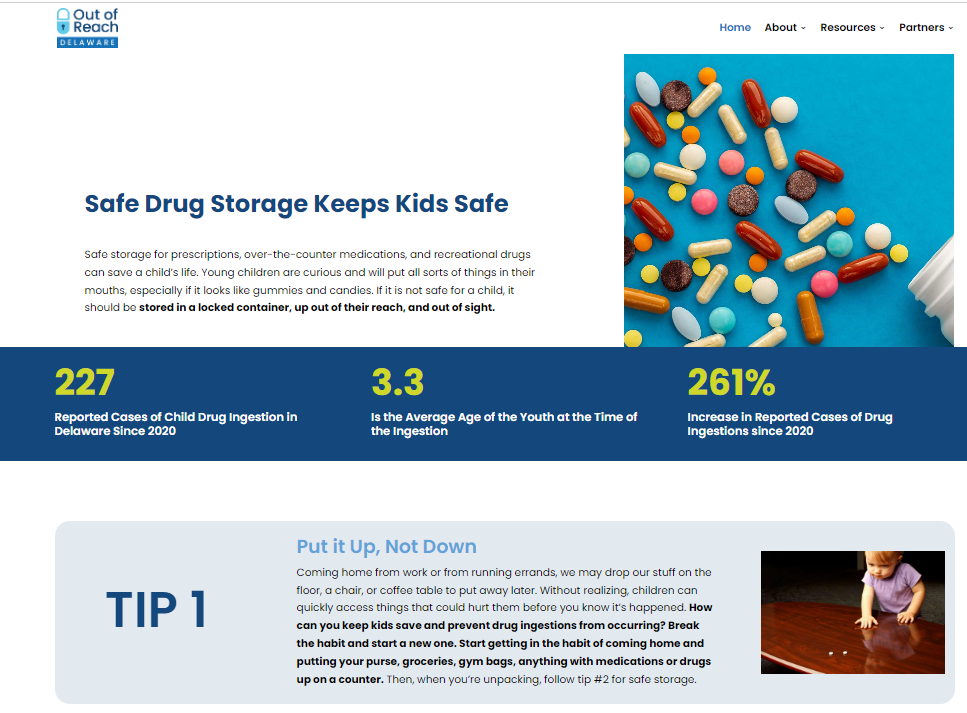 Out of
Reach
DELAWARE
Home About Resources Partners
Safe Drug Storage Keeps Kids Safe
Safe storage for prescriptions, over-the-counter medications, and recreational drugs
can save a child's life. Young children are curious and will put all sorts of things in their
mouths, especially if it looks like gummies and candies. If it is not safe for a child, it
should be stored in a locked container, up out of their reach, and out of sight.
227
Reported Cases of Child Drug Ingestion in
Delaware Since 2020
3.3
Is the Average Age of the Youth at the Time of
the Ingestion
261%
Increase in Reported Cases of Drug
Ingestions since 2020
TIP 1
Put it Up, Not Down
Coming home from work or from running errands, we may drop our stuff on the
floor, a chair, or coffee table to put away later. Without realizing, children can
quickly access things that could hurt them before you know it's happened. How
can you keep kids save and prevent drug ingestions from occurring? Break
the habit and start a new one. Start getting in the habit of coming home and
putting your purse, groceries, gym bags, anything with medications or drugs
up on a counter. Then, when you're unpacking, follow tip #2 for safe storage.